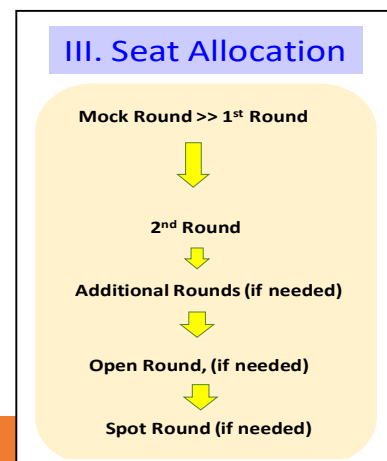 III. Seat Allocation
Mock Round >> 1st Round
2nd Round
Additional Rounds (if needed)
Open Round, (if needed)
Spot Round (if needed)